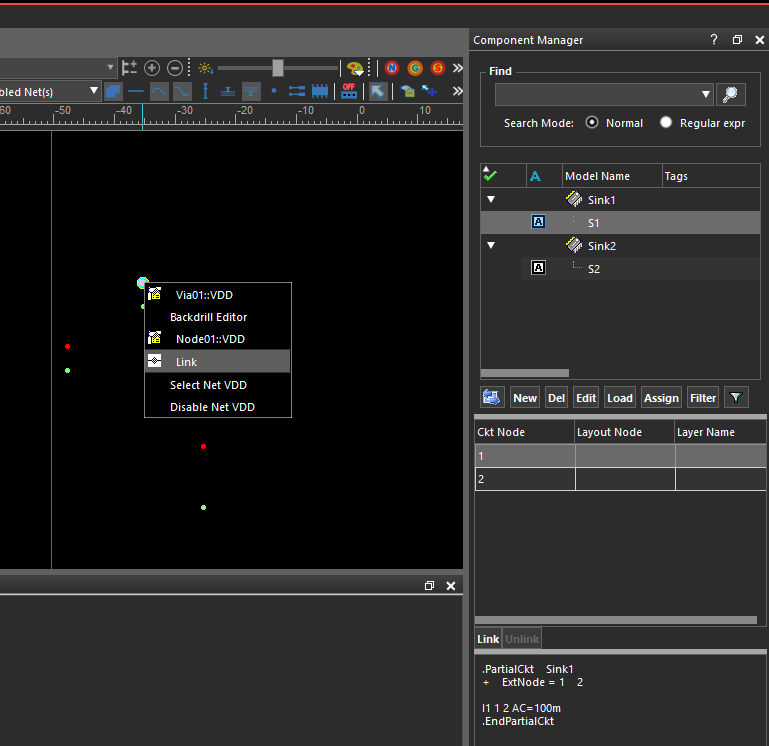 Component Manager
?
Find
N G S
Search Mode: Normal Regular expr
bled Net(s)
OFF
60 -50 -40 -30 -20 -10 0 10
A Model Name Tags
Sink1
A S1
Sink2
A S2
Via01::VDD
Backdrill Editor
Node01::VDD
Link
Select Net VDD
Disable Net VDD
New Del Edit Load Assign Filter
Ckt Node Layout Node Layer Name
1
2
Link Unlink
.PartialCkt Sink1
+ ExtNode = 1 2
I1 1 2 AC=100m
.EndPartialCkt